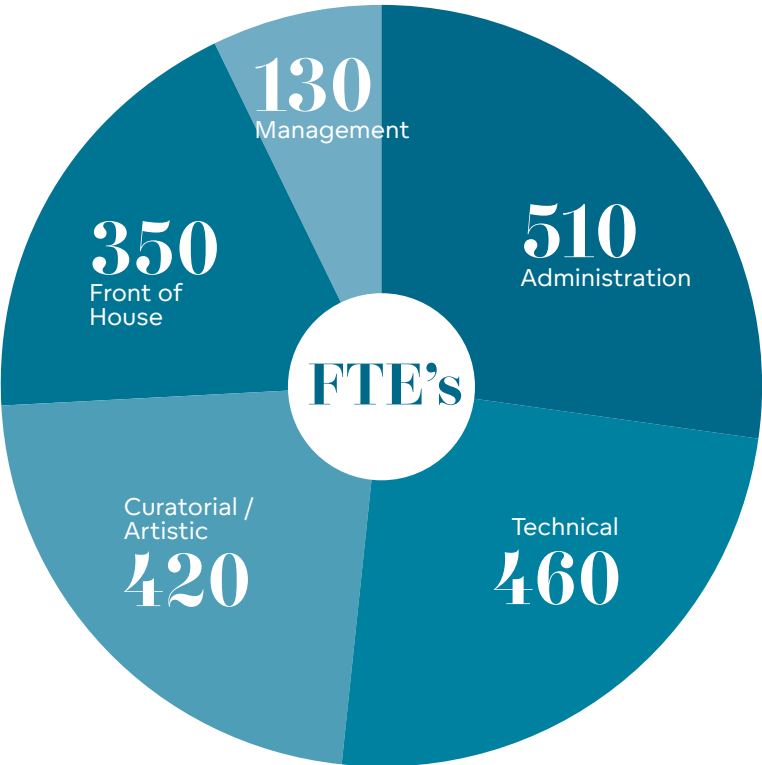 130
Management
510
Administration
350
Front of
House
FTE’s
Curatorial /
Artistic
420
Technical
460